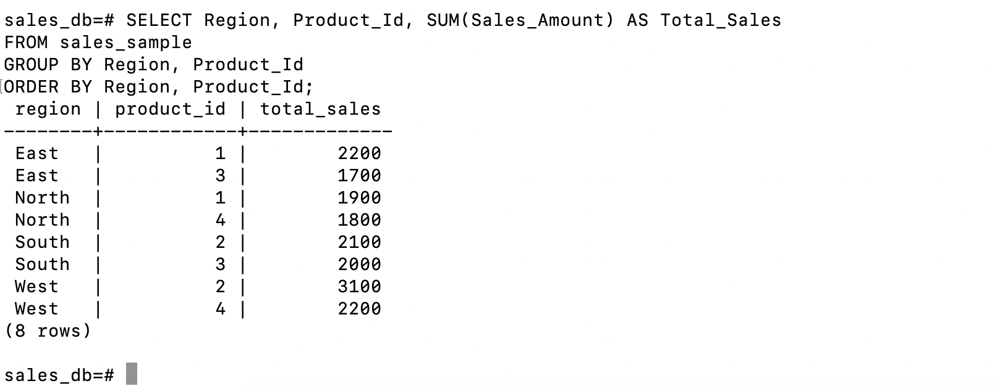 sales_db=# SELECT Region, Product_Id, SUM(Sales_Amount) AS Total_Sales
FROM sales_sample
GROUP BY Region, Product_Id
ORDER BY Region, Product_Id;
 region | product_id | total_sales
--------+------------+-------------
 East   |          1 |        2200
 East   |          3 |        1700
 North  |          1 |        1900
 North  |          4 |        1800
 South  |          2 |        2100
 South  |          3 |        2000
 West   |          2 |        3100
 West   |          4 |        2200
(8 rows)
sales_db=#